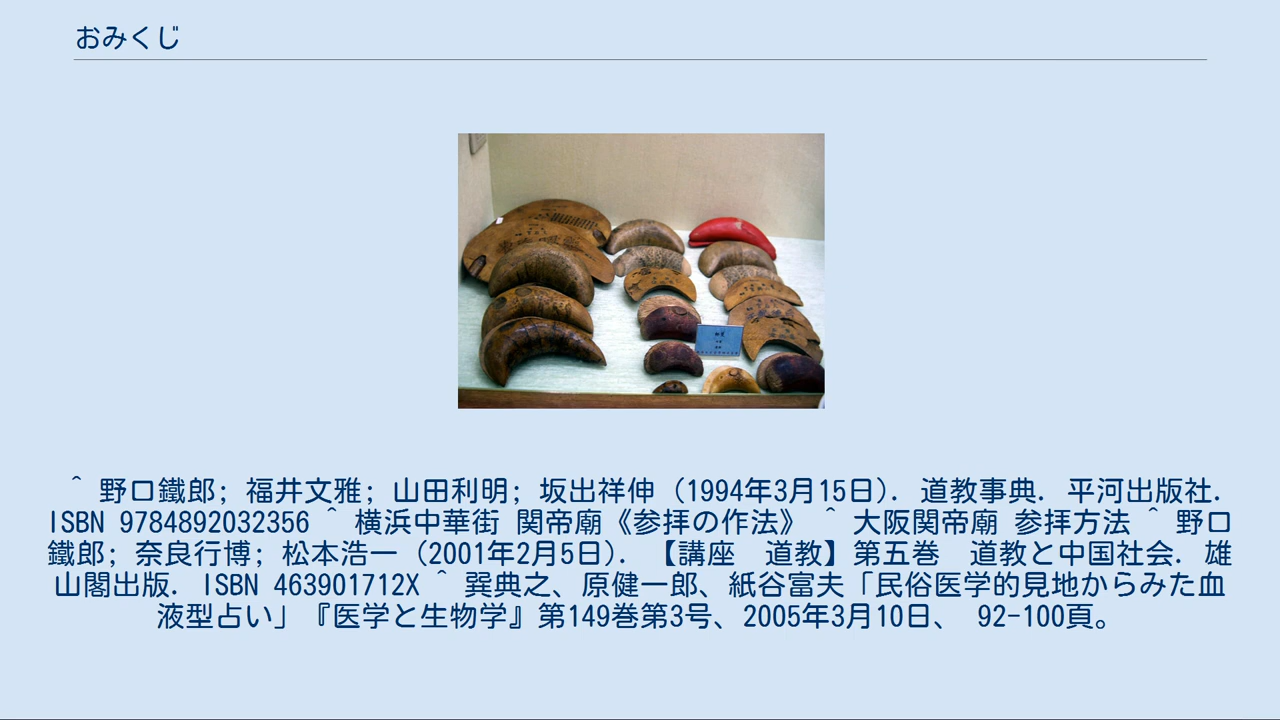 おみくじ
^ 野口鐵郎; 福井文雅; 山田利明; 坂出祥伸 (1994年3月15日). 道教事典. 平河出版社.
ISBN 9784892032356 ^ 横浜中華街 関帝廟《参拝の作法》 ^ 大阪関帝廟 参拝方法 ^ 野口
鐵郎; 奈良行博; 松本浩一 (2001年2月5日). 【講座　道教】第五巻　道教と中国社会. 雄
山閣出版. ISBN 463901712X ^ 巽典之、原健一郎、紙谷富夫「民俗医学的見地からみた血
液型占い」『医学と生物学』第149巻第3号、2005年3月10日、 92-100頁。